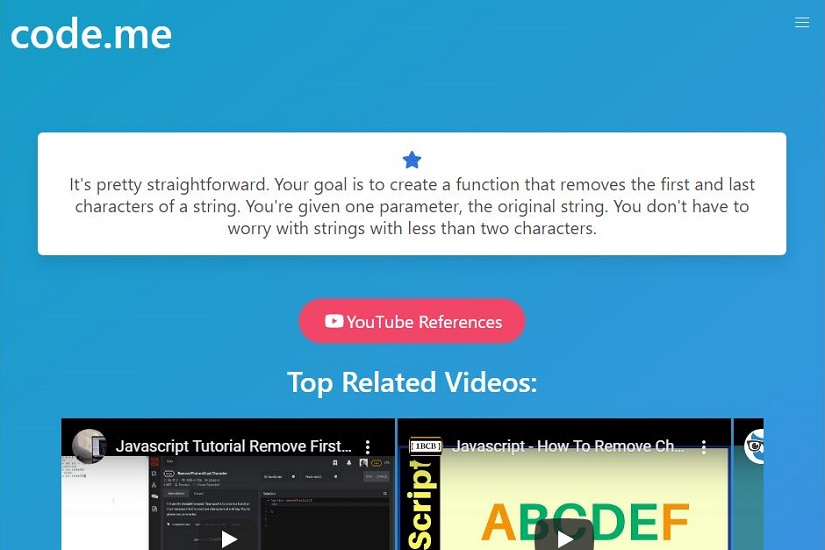 code.me
It's pretty straightforward. Your goal is to create a function that removes the first and last
characters of a string. You're given one parameter, the original string. You don't have to
worry with strings with less than two characters.
YouTube References
Top Related Videos:
Javascript Tutorial Remove First...
[ 1BCB ]
Javascript - How To Remove Ch...
Script
ABCDEF